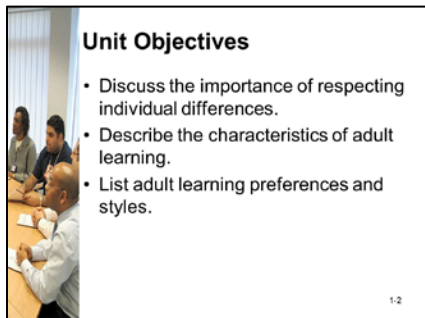 Unit Objectives
• Discuss the importance of respecting
individual differences.
• Describe the characteristics of adult
learning.
• List adult learning preferences and
styles.
1-2